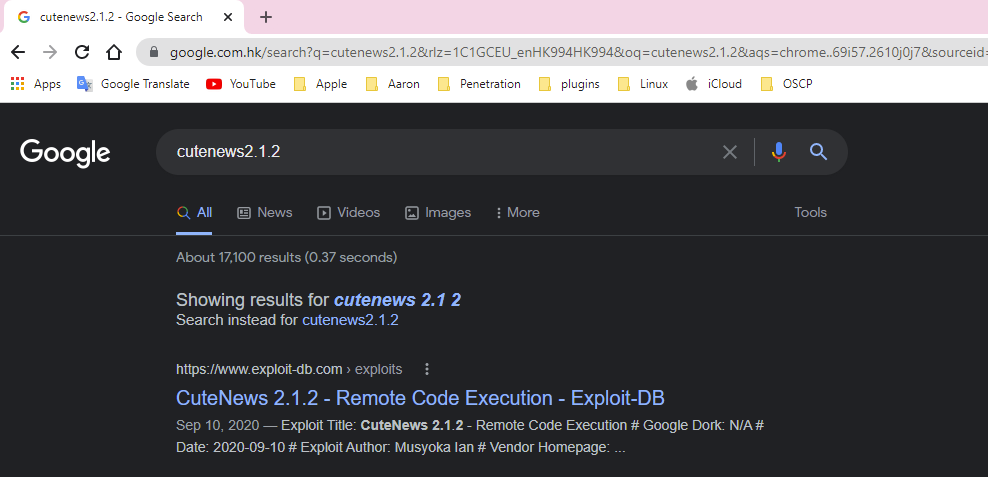 cutenews2.1.2 - Google Search
google.com.hk/search?q=cutenews2.1.2&rlz=1C1GCEU_enHK994HK994&oq=cutenews2.1.2&aqs=chrome..69i57.2610j0j7&sourceid=
Apps Google Translate YouTube Apple Aaron Penetration plugins Linux iCloud OSCP
Google cutenews2.1.2
All News Videos Images More Tools
About 17,100 results (0.37 seconds)
Showing results for cutenews 2.1 2
Search instead for cutenews2.1.2
https://www.exploit-db.com › exploits
CuteNews 2.1.2 - Remote Code Execution - Exploit-DB
Sep 10, 2020 — Exploit Title: CuteNews 2.1.2 - Remote Code Execution # Google Dork: N/A #
Date: 2020-09-10 # Exploit Author: Musyoka Ian # Vendor Homepage: ...